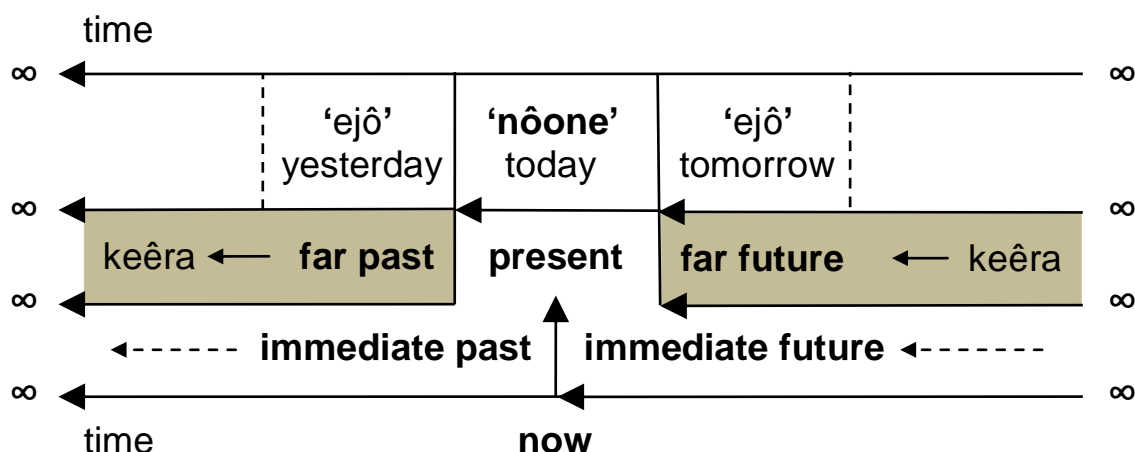 time
∞ ∞
‘ejô’ ‘nôone’ ‘ejô’
yesterday today tomorrow
∞ ∞
keêra far past present far future keêra
∞ ∞
immediate past immediate future
∞ ∞
time now